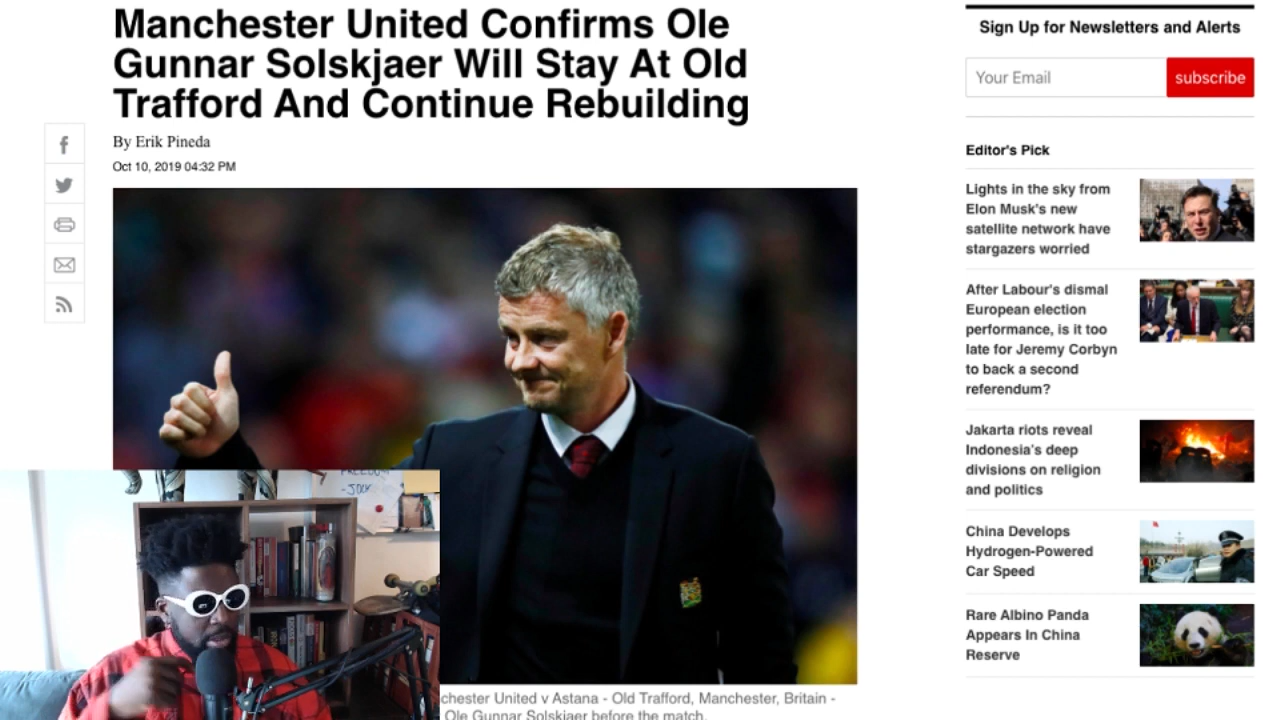 Manchester United Confirms Ole
Gunnar Solskjaer Will Stay At Old
Trafford And Continue Rebuilding
By Erik Pineda
Oct 10, 2019 04:32 PM
chester United v Astana - Old Trafford, Manchester, Britain -
Ole Gunnar Solskjaer before the match.
-JOCK
Sign Up for Newsletters and Alerts
Your Email
subscribe
Editor's Pick
Lights in the sky from
Elon Musk's new
satellite network have
stargazers worried
After Labour's dismal
European election
performance, is it too
late for Jeremy Corbyn
to back a second
referendum?
Jakarta riots reveal
Indonesia's deep
divisions on religion
and politics
China Develops
Hydrogen-Powered
Car Speed
Rare Albino Panda
Appears In China
Reserve